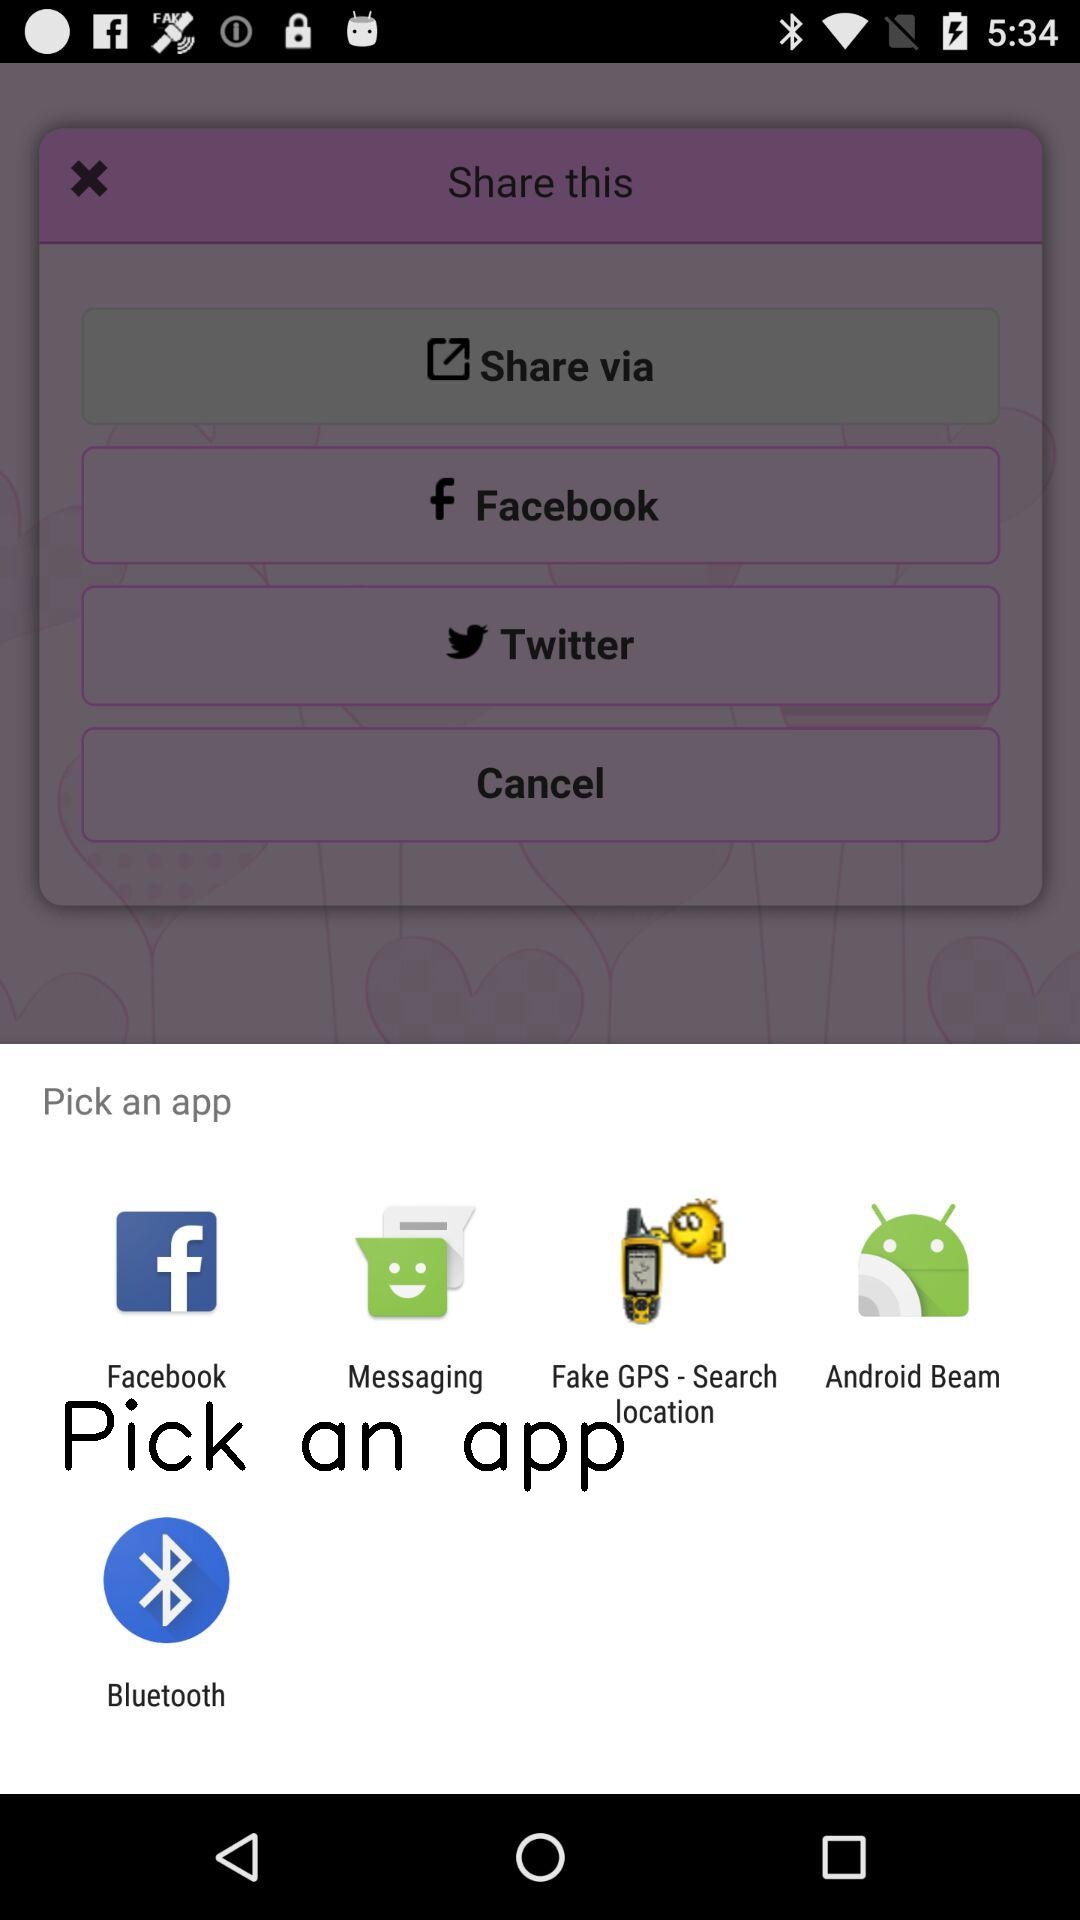 FAKE
5:34
Share this
Share via
Facebook
Twitter
Cancel
Pick an app
Facebook
Messaging
Fake GPS - Search
location
Android Beam
Pick an app
Bluetooth